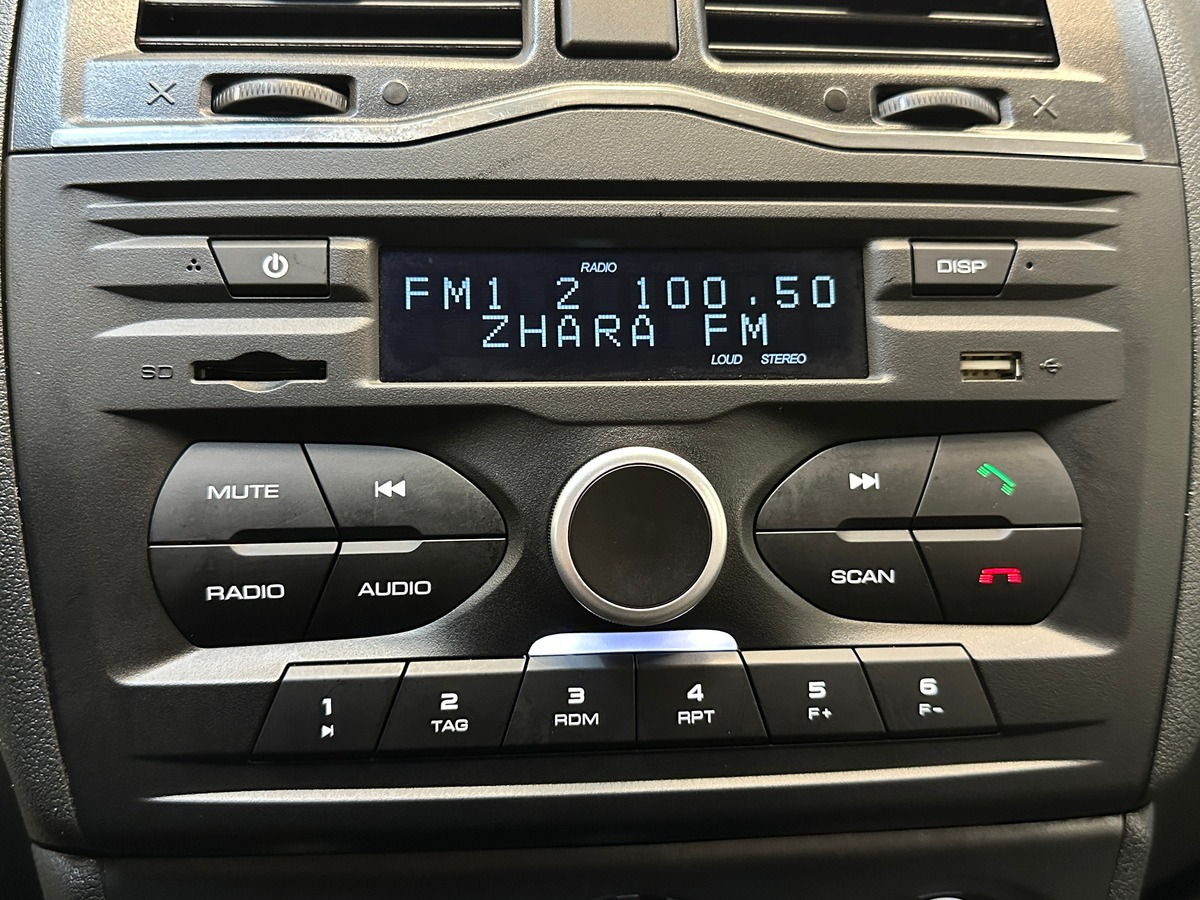 RADIO
DISP
FM1 2 100.50
ZHARA FM
LOUD STEREO
SD
MUTE
RADIO
AUDIO
SCAN
1
2
TAG
3
RDM
4
RPT
5
F+
6
F-